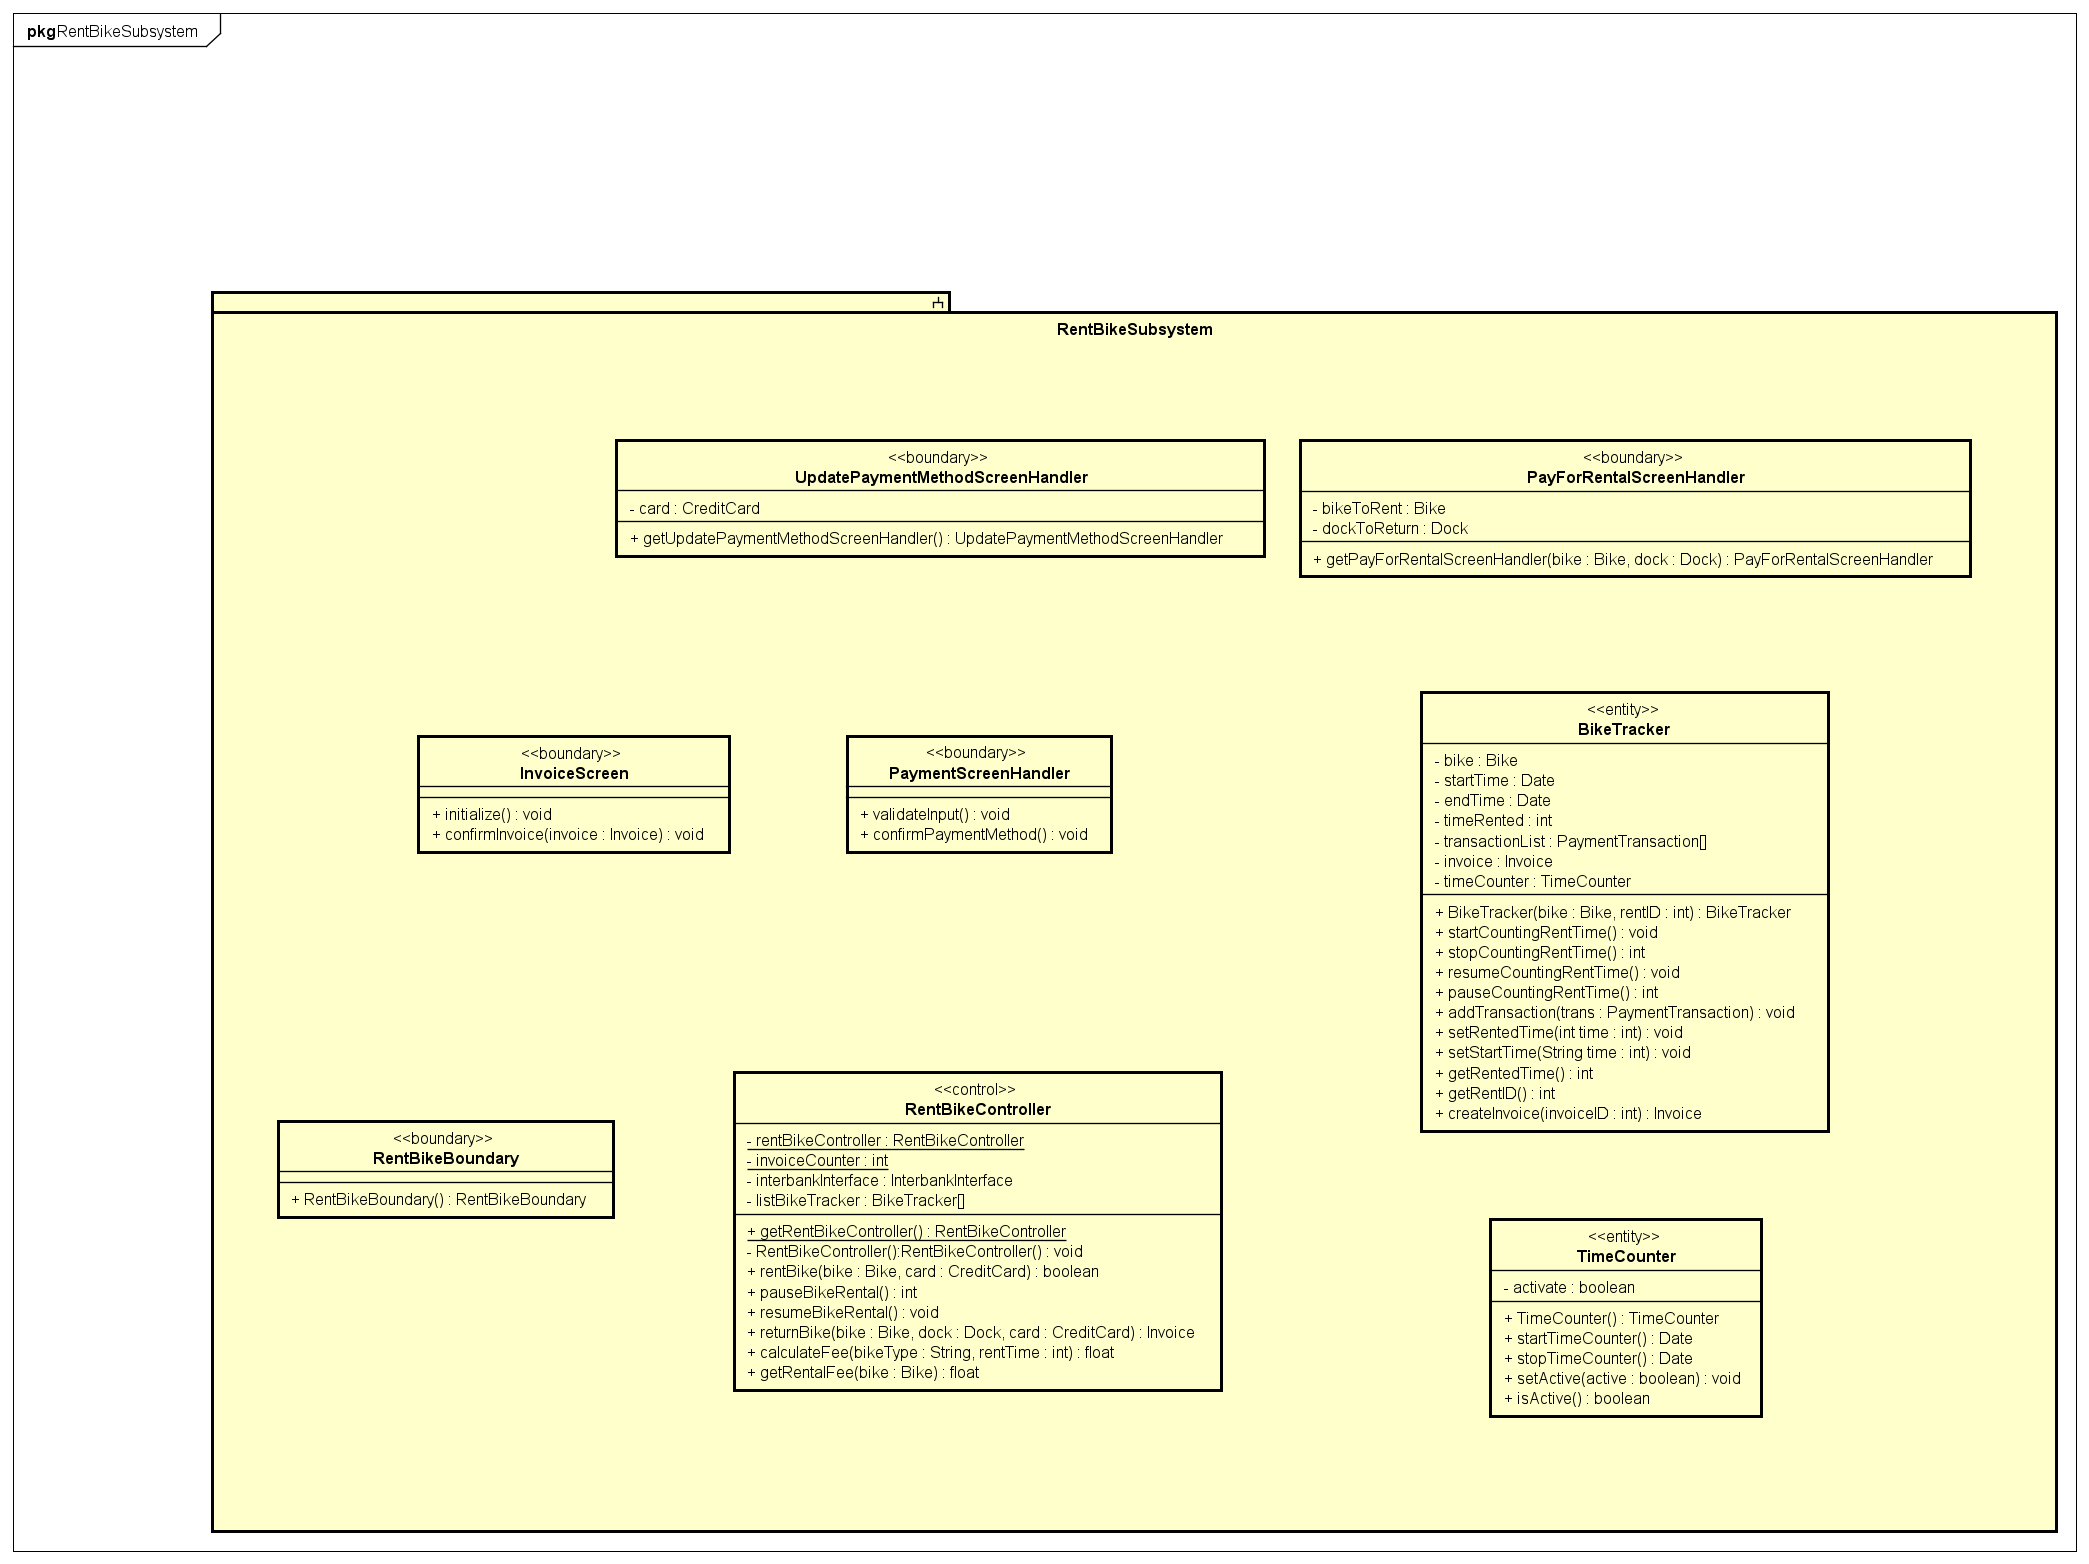 pkgRentBikeSubsystem
RentBikeSubsystem
<<boundary>>
UpdatePaymentMethodScreenHandler
- card : CreditCard
+ getUpdatePaymentMethodScreenHandler() : UpdatePaymentMethodScreenHandler
<<boundary>>
PayForRentalScreenHandler
- bikeToRent : Bike
- dockToReturn : Dock
+ getPayForRentalScreenHandler(bike : Bike, dock : Dock) : PayForRentalScreenHandler
<<boundary>>
InvoiceScreen
+ initialize() : void
+ confirmInvoice(invoice : Invoice) : void
<<boundary>>
PaymentScreenHandler
+ validateInput() : void
+ confirmPaymentMethod() : void
<<entity>>
BikeTracker
- bike : Bike
- startTime : Date
- endTime : Date
- timeRented : int
- transactionList : PaymentTransaction[]
- invoice : Invoice
- timeCounter : TimeCounter
+ BikeTracker(bike : Bike, rentID : int) : BikeTracker
+ startCountingRentTime() : void
+ stopCountingRentTime() : int
+ resumeCountingRentTime() : void
+ pauseCountingRentTime() : int
+ addTransaction(trans : PaymentTransaction) : void
+ setRentedTime(int time : int) : void
+ setStartTime(String time : int) : void
+ getRentedTime() : int
+ getRentID() : int
+ createInvoice(invoiceID : int) : Invoice
<<boundary>>
RentBikeBoundary
+ RentBikeBoundary() : RentBikeBoundary
<<control>>
RentBikeController
- rentBikeController : RentBikeController
- invoiceCounter : int
- interbankInterface : InterbankInterface
- listBikeTracker : BikeTracker[]
+ getRentBikeController() : RentBikeController
- RentBikeController():RentBikeController() : void
+ rentBike(bike : Bike, card : CreditCard) : boolean
+ pauseBikeRental() : int
+ resumeBikeRental() : void
+ returnBike(bike : Bike, dock : Dock, card : CreditCard) : Invoice
+ calculateFee(bikeType : String, rentTime : int) : float
+ getRentalFee(bike : Bike) : float
<<entity>>
TimeCounter
- activate : boolean
+ TimeCounter() : TimeCounter
+ startTimeCounter() : Date
+ stopTimeCounter() : Date
+ setActive(active : boolean) : void
+ isActive() : boolean